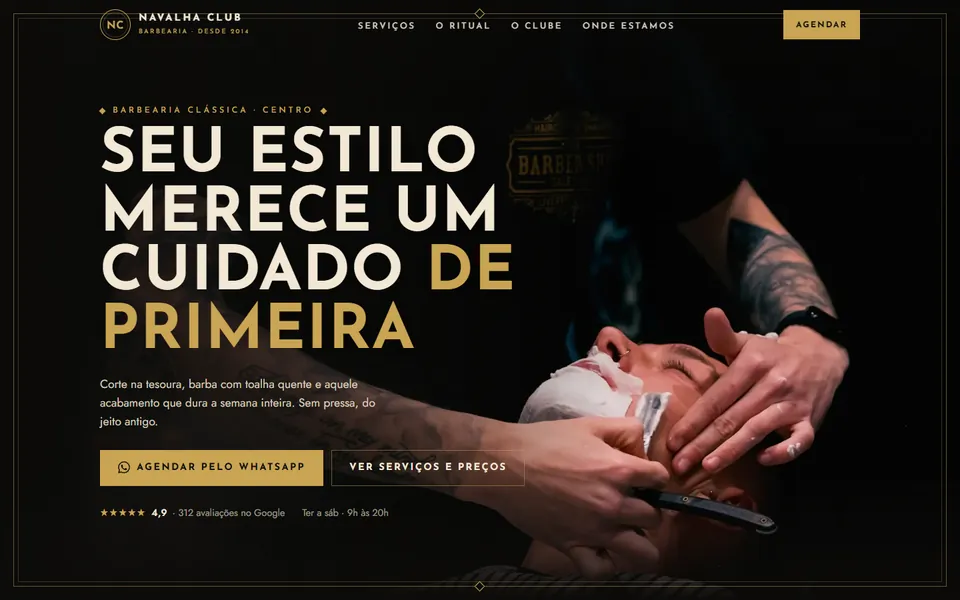 NC
NAVALHA CLUB
BARBEARIA · DESDE 2014
SERVIÇOS O RITUAL O CLUBE ONDE ESTAMOS
AGENDAR
BARBEARIA CLÁSSICA · CENTRO
SEU ESTILO
MERECE UM
CUIDADO DE
PRIMEIRA
Corte na tesoura, barba com toalha quente e aquele
acabamento que dura a semana inteira. Sem pressa, do
jeito antigo.
AGENDAR PELO WHATSAPP
VER SERVIÇOS E PREÇOS
★★★★★ 4,9 · 312 avaliações no Google Ter a sáb · 9h às 20h
BARBER